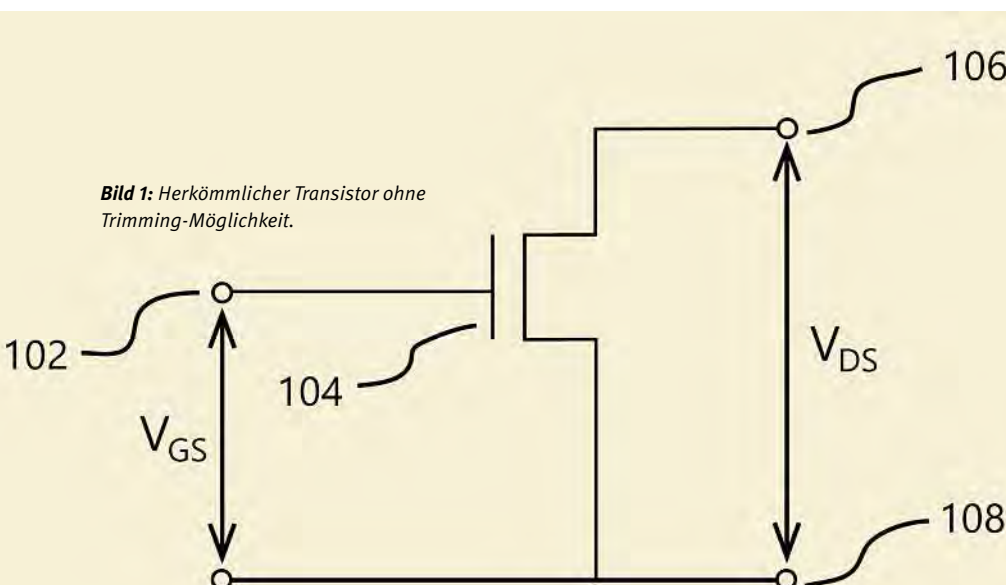 106
Bild 1: Herkömmlicher Transistor ohne
Trimming-Möglichkeit.
102
104
VDS
VGS
108